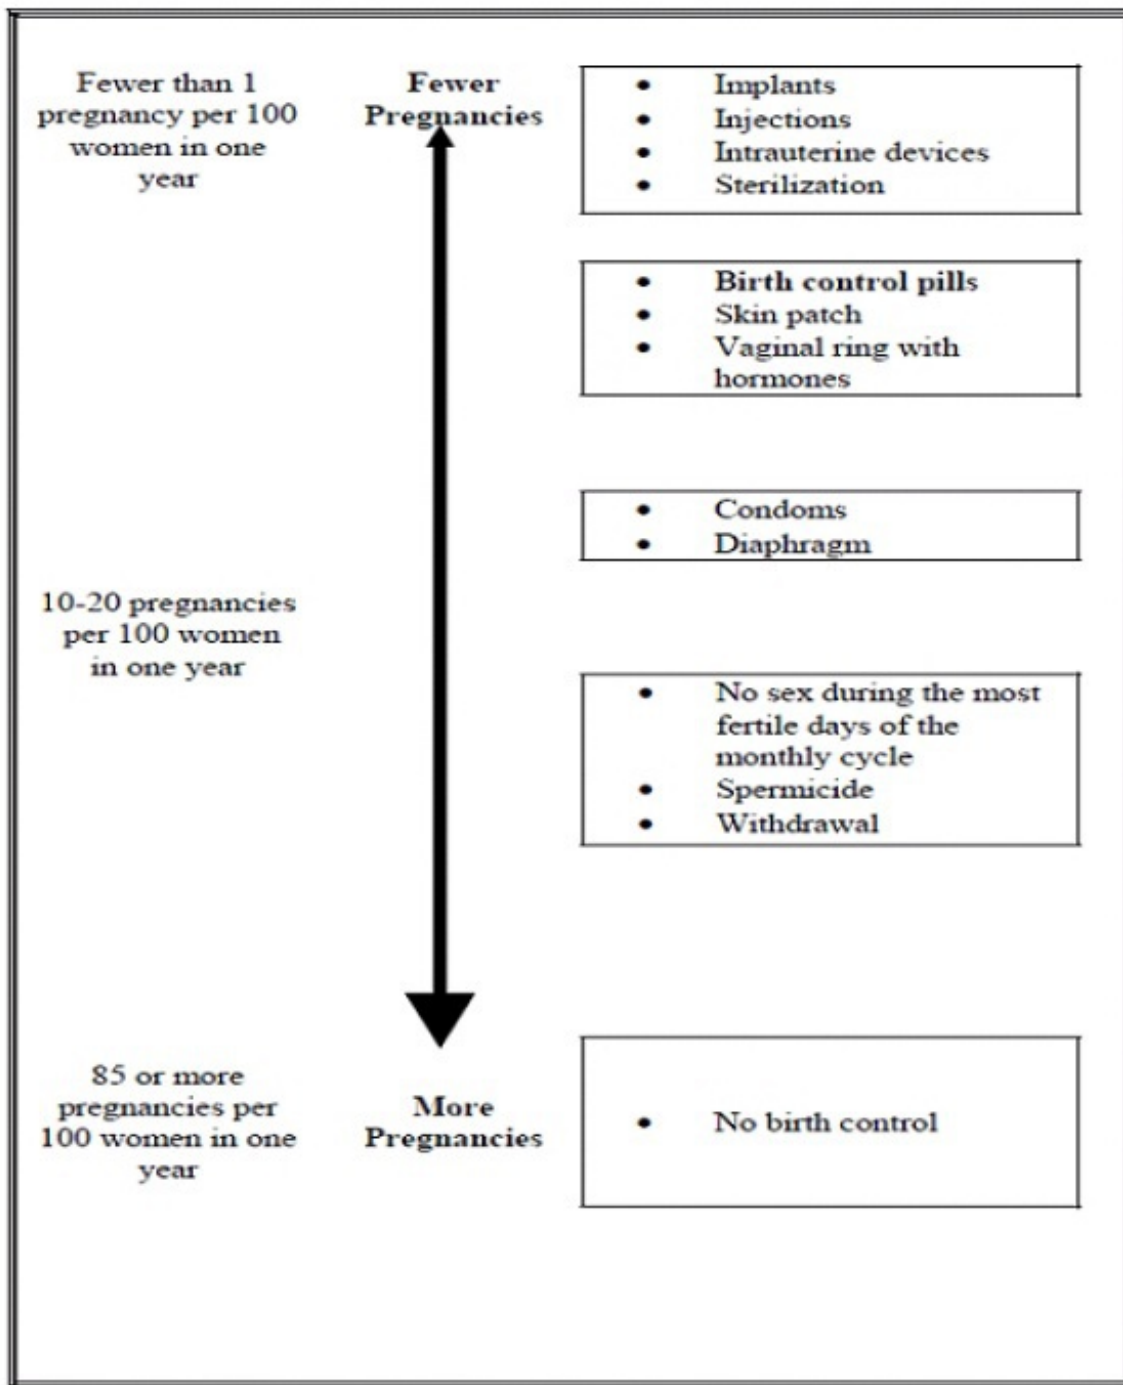 Fewer than 1
pregnancy per 100
women in one
year
Fewer
Pregnancies
• Implants
• Injections
• Intrauterine devices
• Sterilization
• Birth control pills
• Skin patch
• Vaginal ring with
hormones
• Condoms
• Diaphragm
10-20 pregnancies
per 100 women
in one year
• No sex during the most
fertile days of the
monthly cycle
• Spermicide
• Withdrawal
85 or more
pregnancies per
100 women in one
year
More
Pregnancies
• No birth control